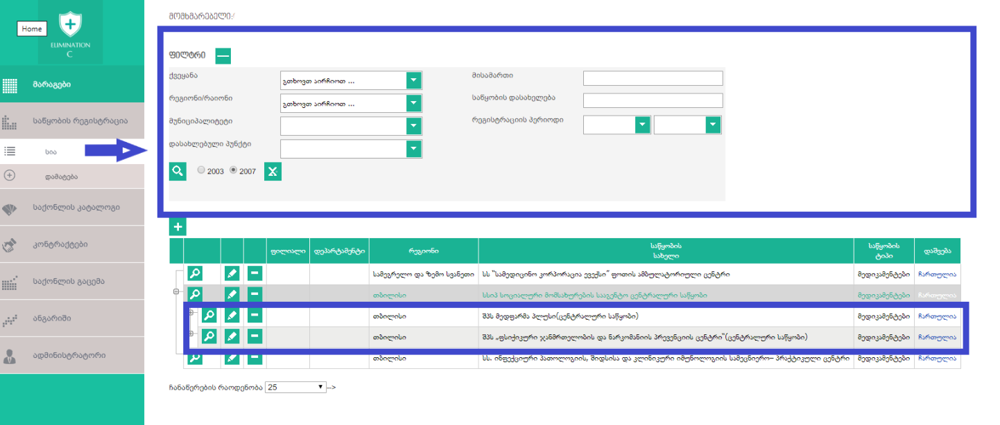 მომხმარებელი:/
Home
ELIMINATION
C
მარაგები
საწყობის რეგისტრაცია
სია
დამატება
საქონლის კატალოგი
კონტრაქტები
საქონლის გაცემა
ანგარიში
ადმინისტრატორი
ფილტრი
ქვეყანა გთხოვთ აირჩიოთ ... მისამართი
რეგიონი/რაიონი გთხოვთ აირჩიოთ ... საწყობის დასახელება
მუნიციპალიტეტი რეგისტრაციის პერიოდი
დასახლებული პუნქტი
2003 2007 X
ფილიალი დეპარტამენტი რეგიონი საწყობის სახელი საწყობის ტიპი დაშვება
სამეგრელო და ზემო სვანეთი სს "სამედიცინო კორპორაცია ევექსი" ფოთის ამბულატორიული ცენტრი მედიკამენტები ჩართულია
თბილისი სსიპ სოციალური მომსახურების სააგენტო ცენტრალური საწყობი მედიკამენტები ჩართულია
თბილისი შპს მედფარმა პლუსი(ცენტრალური საწყობი) მედიკამენტები ჩართულია
თბილისი შპს „ფსიქიკური ჯანმრთელობის და ნარკომანიის პრევენციის ცენტრი"(ცენტრალური საწყობი) მედიკამენტები ჩართულია
თბილისი სს. ინფექციური პათოლოგიის, შიდსისა და კლინიკური იმუნოლოგიის სამეცნიერო– პრაქტიკული ცენტრი მედიკამენტები ჩართულია
ჩანაწერების რაოდენობა 25 -->